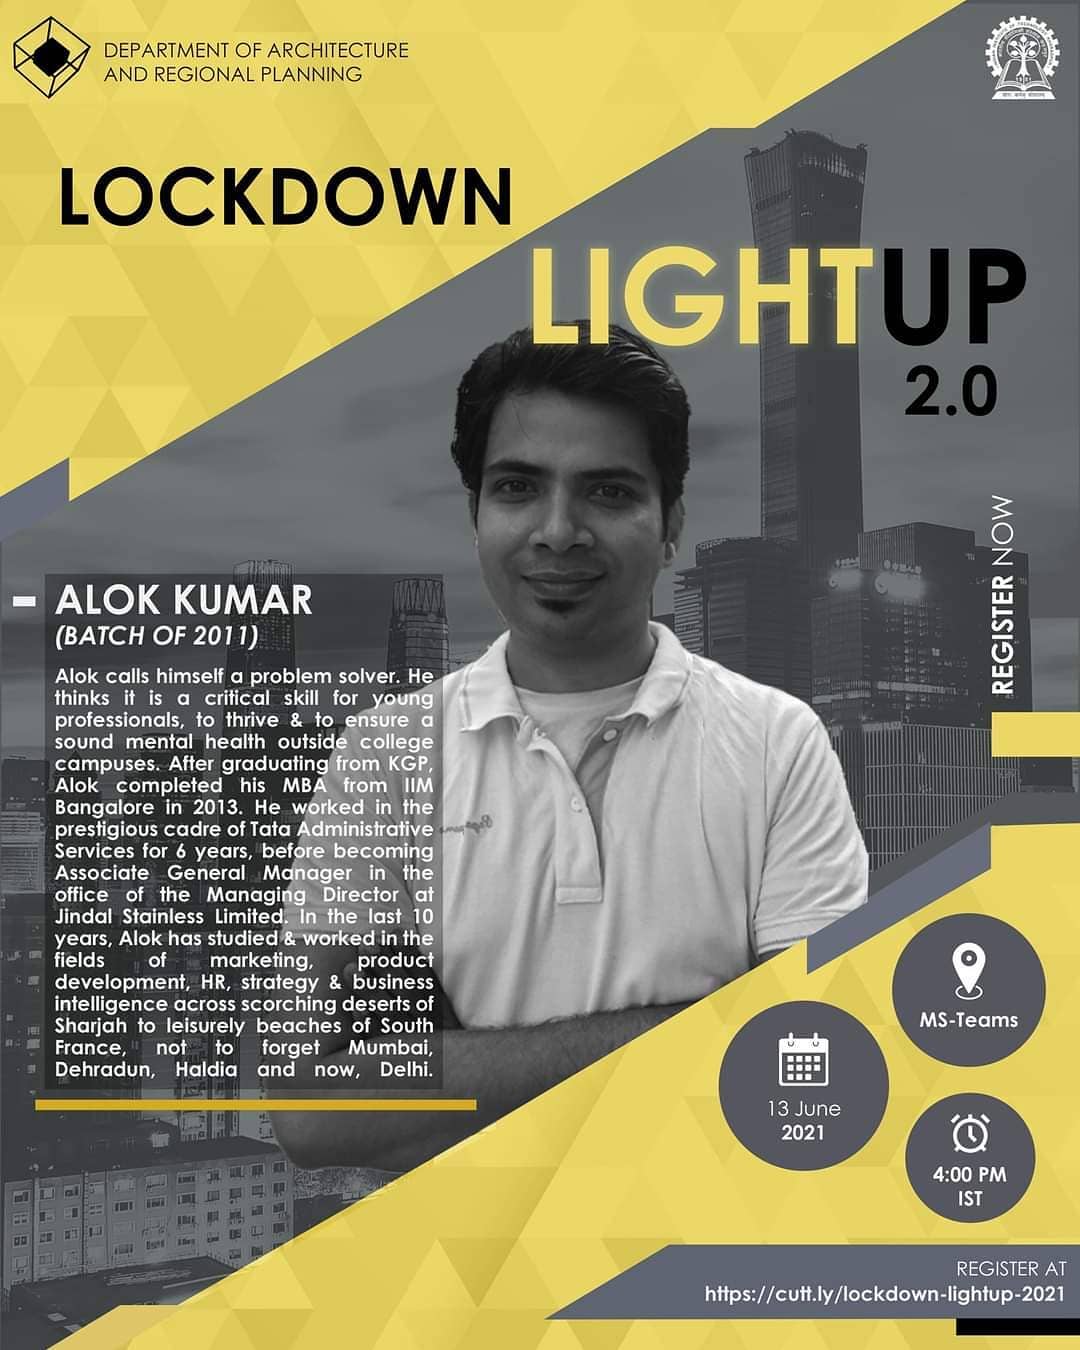 DEPARTMENT OF ARCHITECTURE
AND REGIONAL PLANNING
LOCKDOWN
LIGHTUP
2.0
REGISTER NOW
ALOK KUMAR
(BATCH OF 2011)
Alok calls himself a problem solver. He
thinks it is a critical skill for young
professionals, to thrive & to ensure a
sound mental health outside college
campuses. After graduating from KGP,
Alok completed his MBA from IIM
Bangalore in 2013. He worked in the
prestigious cadre of Tata Administrative
Services for 6 years, before becoming
Associate General Manager in the
office of the Managing Director at
Jindal Stainless Limited. In the last 10
years, Alok has studied & worked in the
fields of marketing, product
development, HR, strategy & business
intelligence across scorching deserts of
Sharjah to leisurely beaches of South
France, not to forget Mumbai,
Dehradun, Haldia and now, Delhi.
MS-Teams
13 June
2021
4:00 PM
IST
REGISTER AT
https://cutt.ly/lockdown-lightup-2021